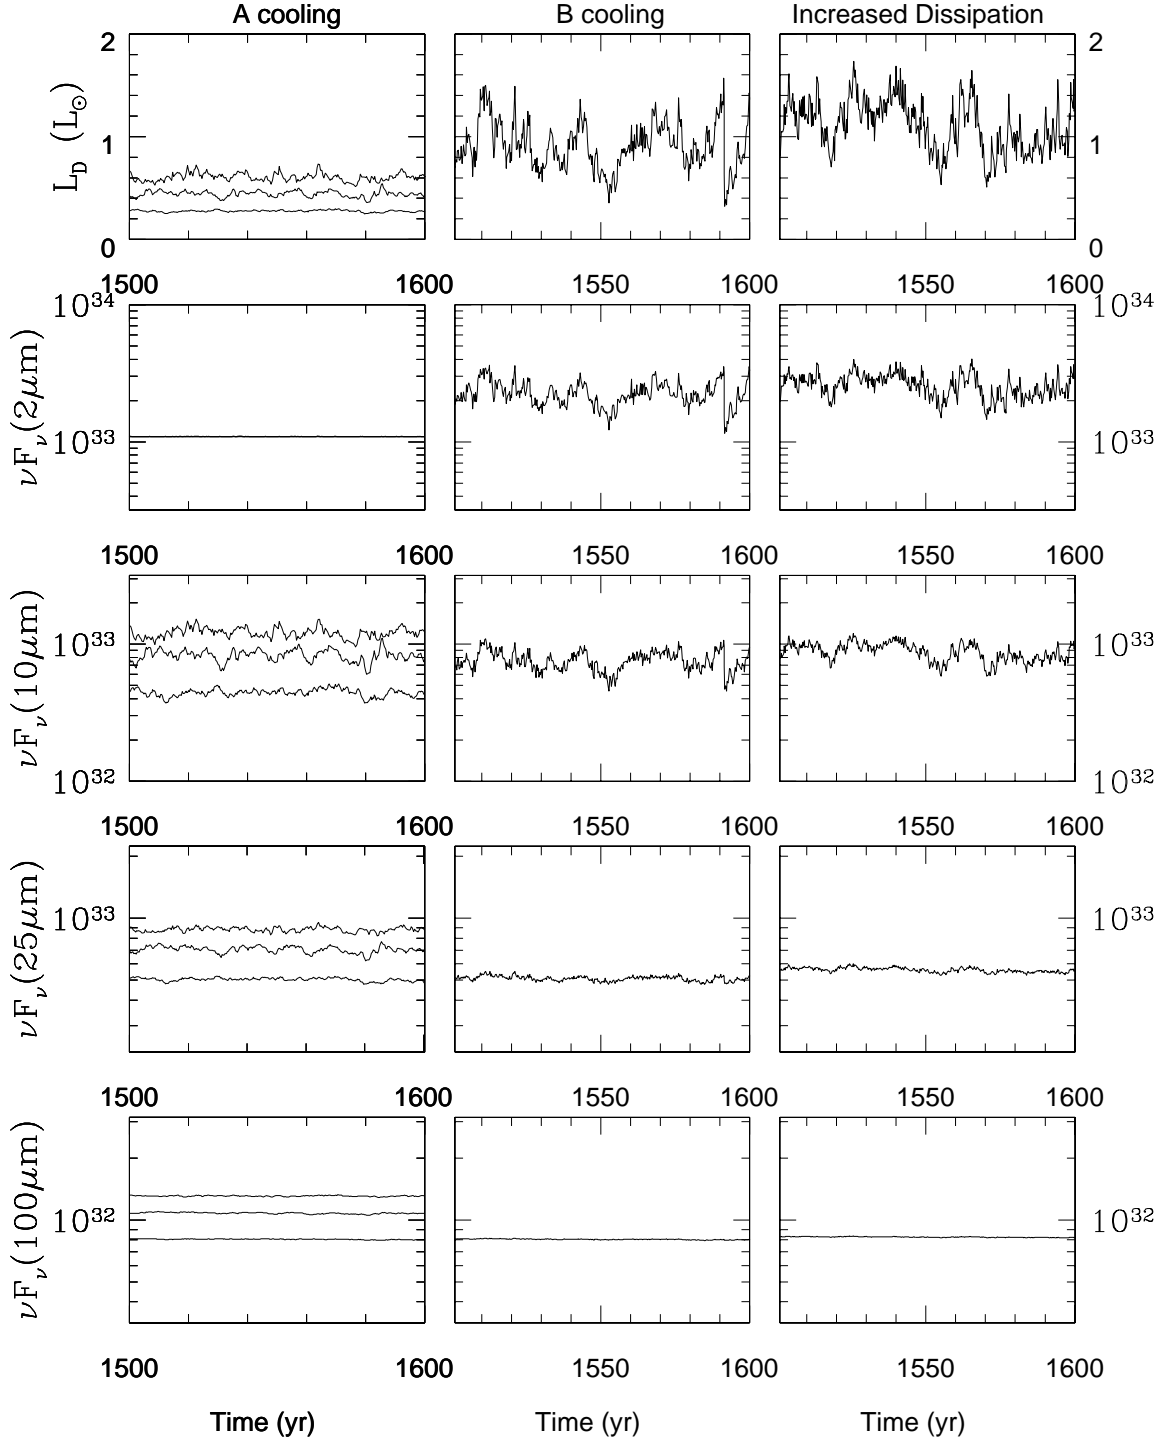 A cooling B cooling Increased Dissipation
2 2
L_D (L_⊙)
1 1
0 0
1500 1600 1550 1600 1550 1600
10^34 10^34
νF_ν(2μm)
10^33 10^33
1500 1600 1550 1600 1550 1600
νF_ν(10μm)
10^33 10^33
10^32 10^32
1500 1600 1550 1600 1550 1600
νF_ν(25μm)
10^33 10^33
1500 1600 1550 1600 1550 1600
νF_ν(100μm)
10^32 10^32
1500 1600 1550 1600 1550 1600
Time (yr) Time (yr) Time (yr)